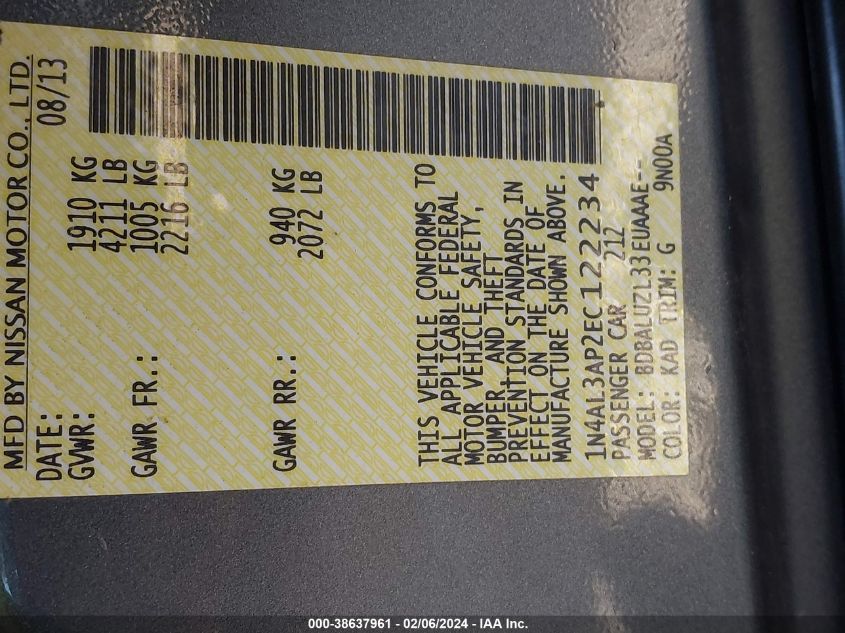 MFD BY NISSAN MOTOR CO., LTD.
DATE: 08/13
GVWR: 1910 KG
4211 LB
GAWR FR.: 1005 KG
2216 LB
GAWR RR.: 940 KG
2072 LB
THIS VEHICLE CONFORMS TO
ALL APPLICABLE FEDERAL
MOTOR VEHICLE SAFETY,
BUMPER, AND THEFT
PREVENTION STANDARDS IN
EFFECT ON THE DATE OF
MANUFACTURE SHOWN ABOVE.
1N4AL3AP2EC122234
PASSENGER CAR 212
MODEL: BDBALUZL33EUAAAE--
COLOR: KAD TRIM: G 9N00A
000-38637961 - 02/06/2024 - IAA Inc.